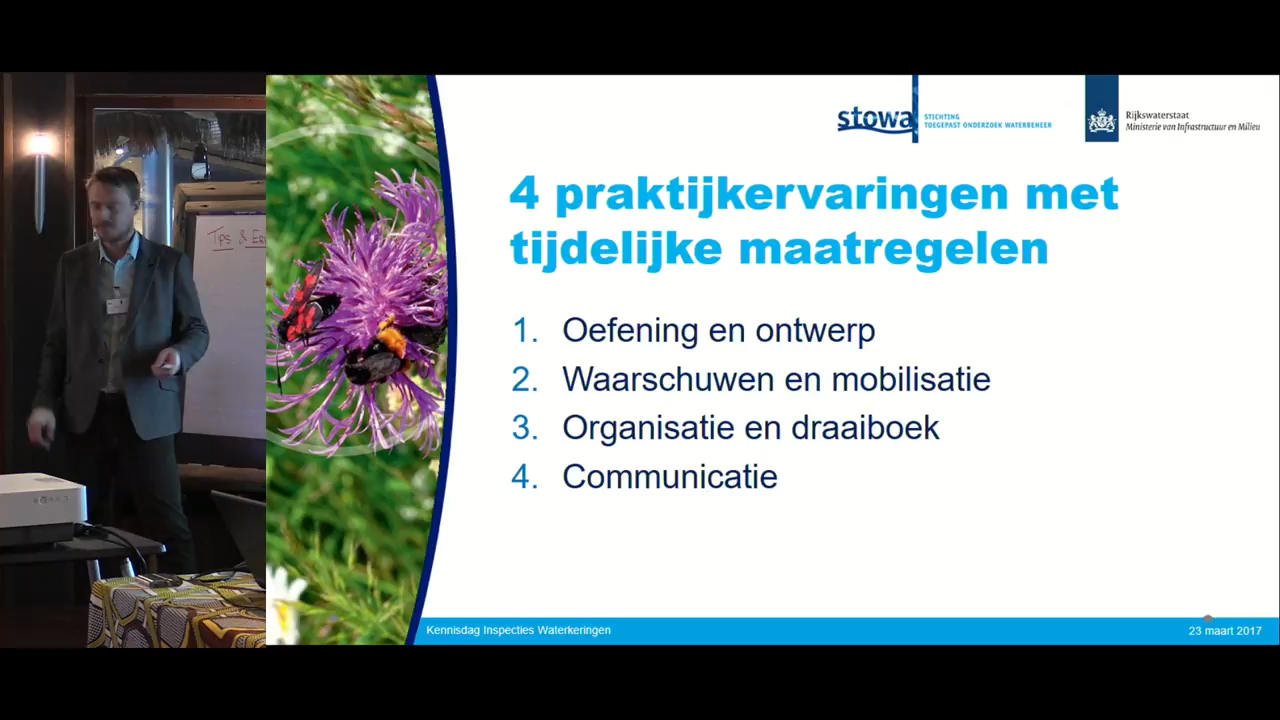 stowa
STICHTING
TOEGEPAST ONDERZOEK WATERBEHEER
Rijkswaterstaat
Ministerie van Infrastructuur en Milieu
4 praktijkervaringen met
tijdelijke maatregelen
1. Oefening en ontwerp
2. Waarschuwen en mobilisatie
3. Organisatie en draaiboek
4. Communicatie
Tips &
Kennisdag Inspecties Waterkeringen
23 maart 2017